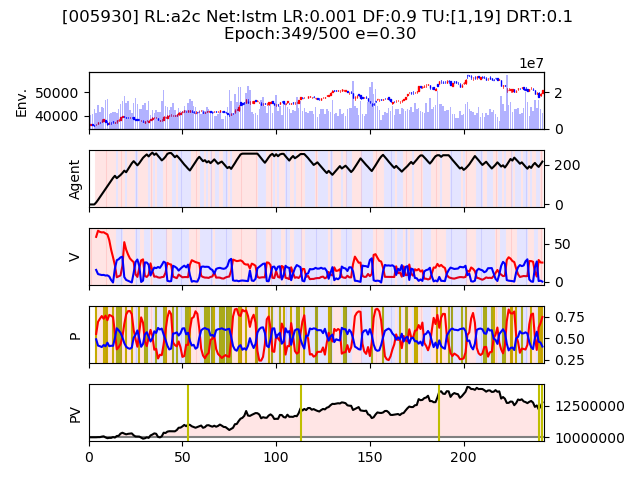 [005930] RL:a2c Net:lstm LR:0.001 DF:0.9 TU:[1,19] DRT:0.1
Epoch:349/500 e=0.30
1e7
Env.
50000
40000
2
0
Agent
200
0
V
50
0
P
0.75
0.50
0.25
PV
12500000
10000000
0
50
100
150
200